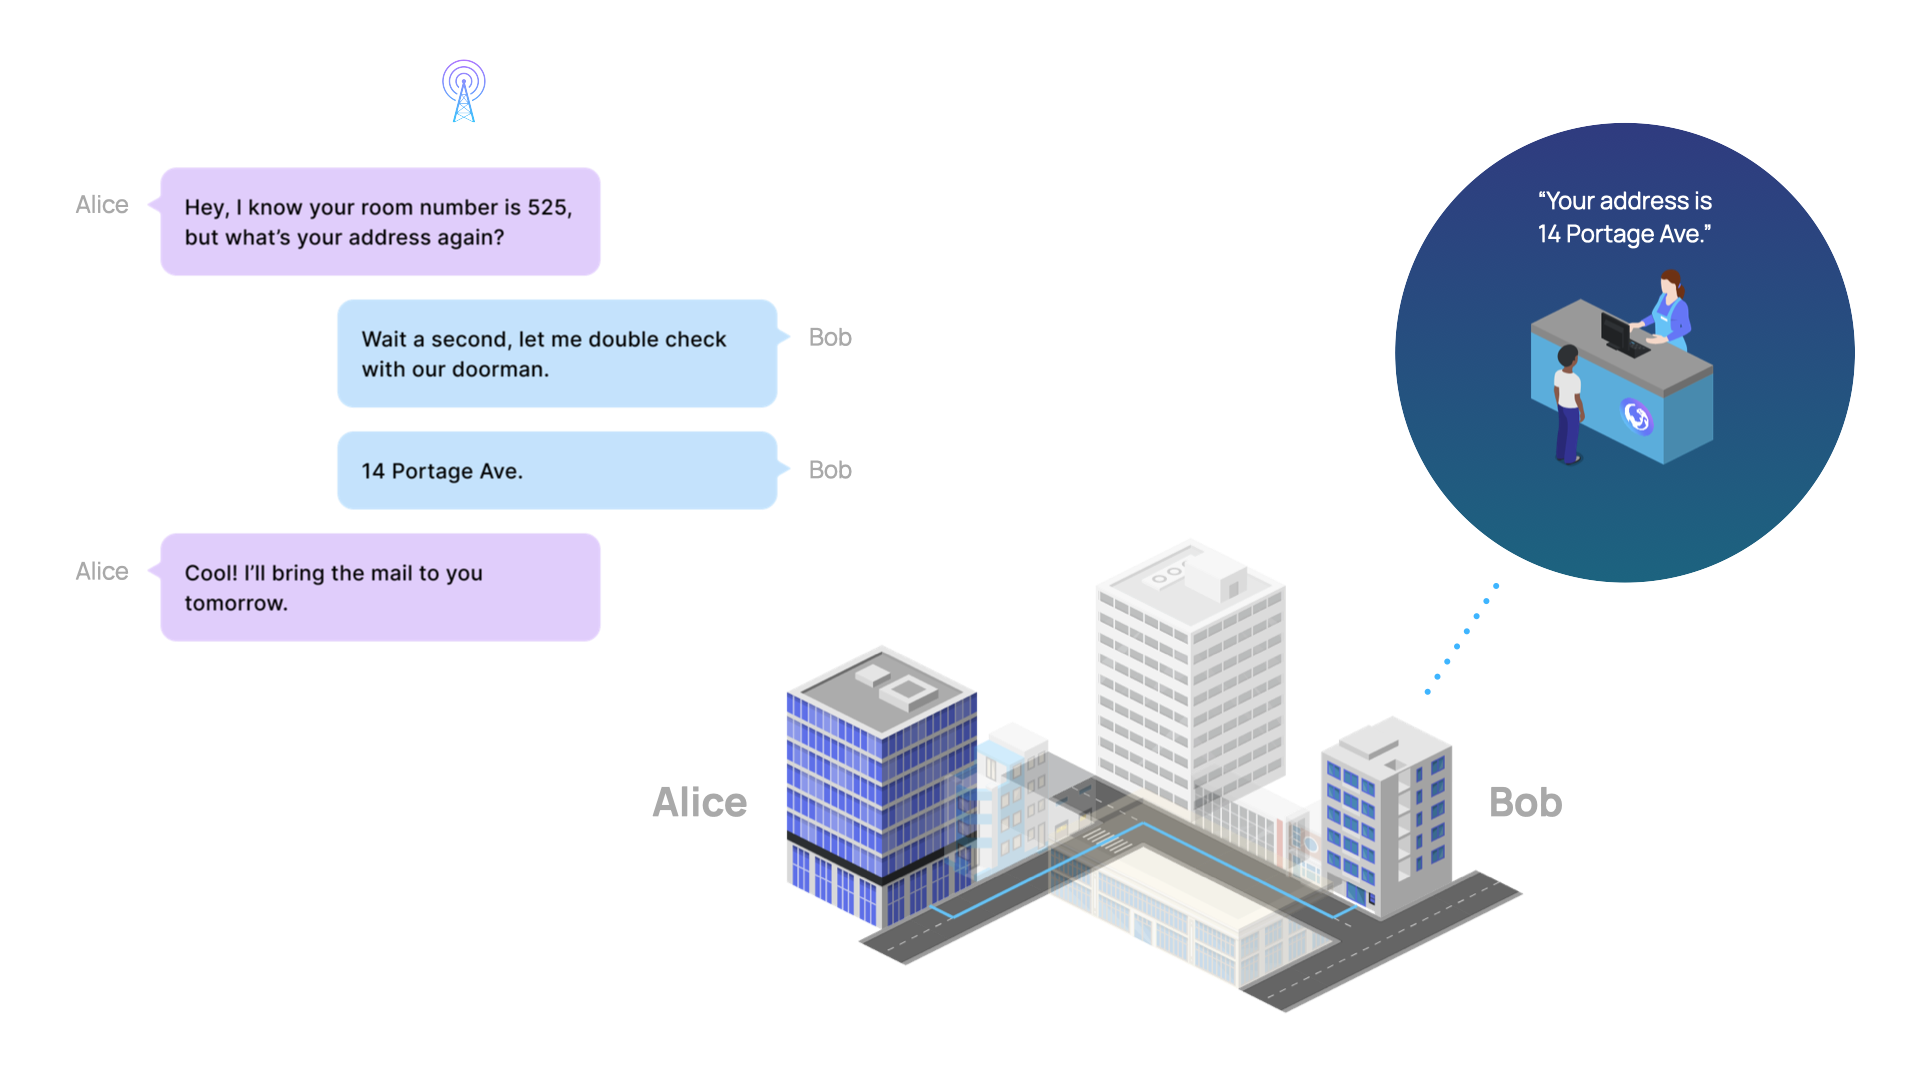 Alice
Hey, I know your room number is 525,
but what's your address again?
Wait a second, let me double check
with our doorman.
Bob
14 Portage Ave.
Bob
Alice
Cool! I’ll bring the mail to you
tomorrow.
“Your address is
14 Portage Ave.”
Alice
Bob